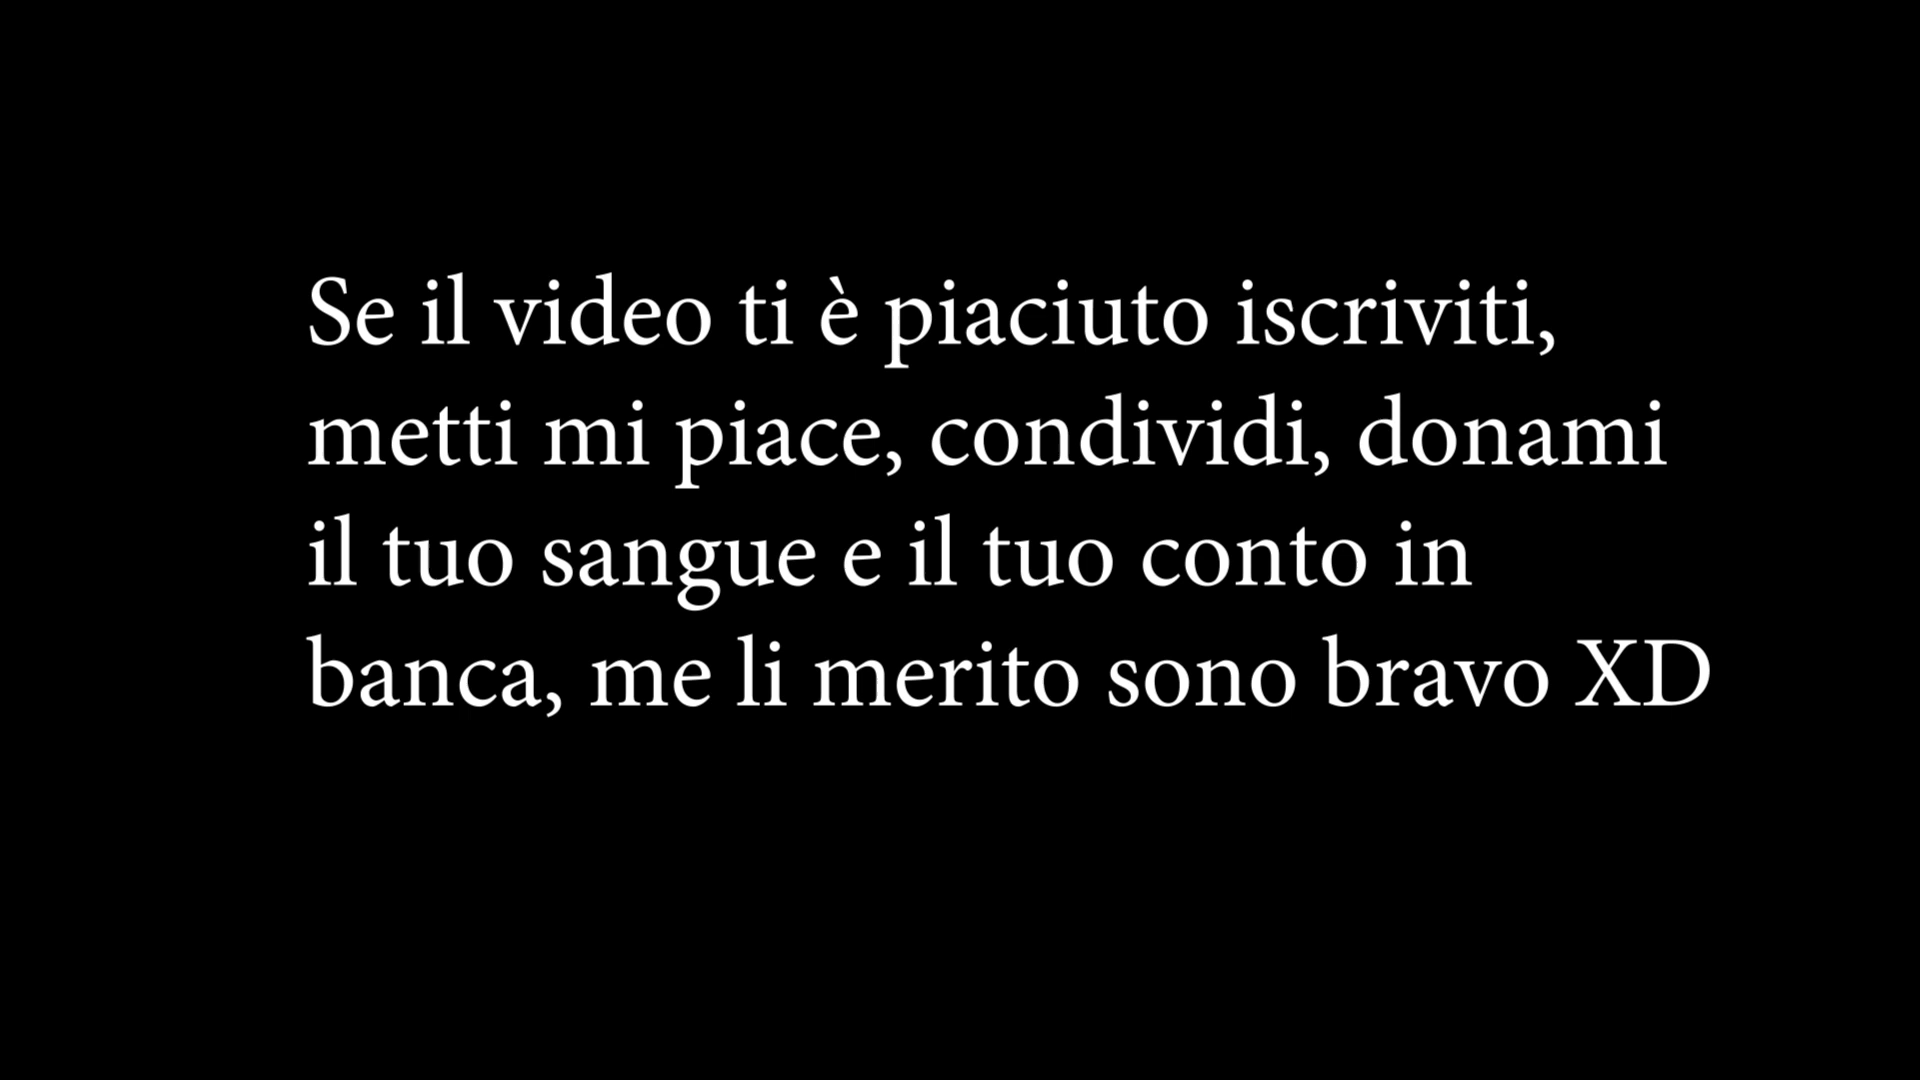 Se il video ti è piaciuto iscriviti,
metti mi piace, condividi, donami
il tuo sangue e il tuo conto in
banca, me li merito sono bravo XD